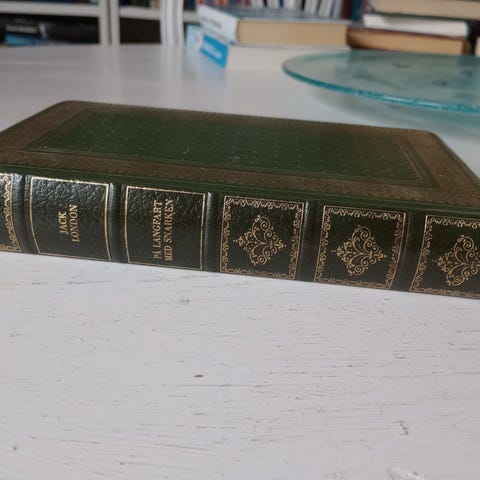 JACK
LONDON
PÅ LANGFART
MED SNARKEN